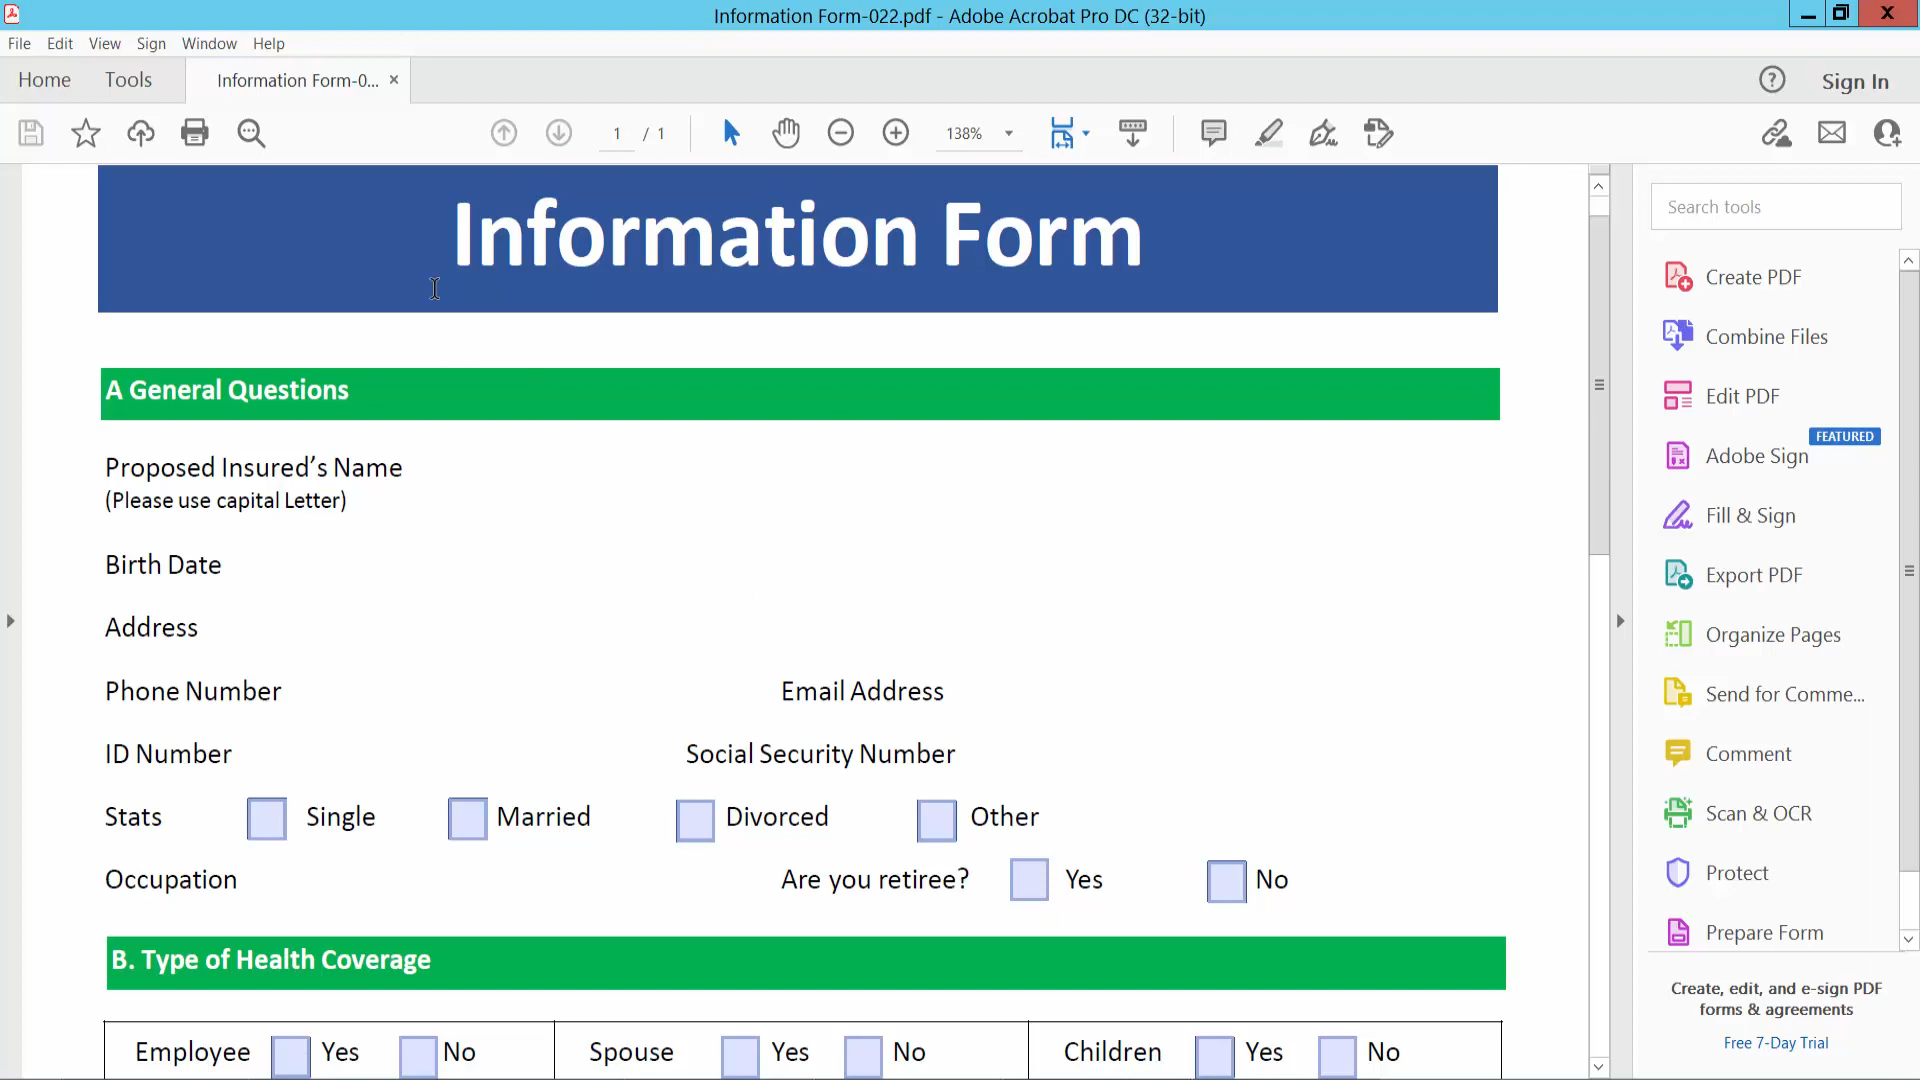 Information Form-022.pdf - Adobe Acrobat Pro DC (32-bit)
File Edit View Sign Window Help
Home Tools Information Form-0... × ? Sign In
1 / 1 138%
Information Form
A General Questions
Proposed Insured’s Name
(Please use capital Letter)
Birth Date
Address
Phone Number Email Address
ID Number Social Security Number
Stats Single Married Divorced Other
Occupation Are you retiree? Yes No
B. Type of Health Coverage
Employee Yes No Spouse Yes No Children Yes No
Search tools
Create PDF
Combine Files
Edit PDF
FEATURED
Adobe Sign
Fill & Sign
Export PDF
Organize Pages
Send for Comme...
Comment
Scan & OCR
Protect
Prepare Form
Create, edit, and e-sign PDF
forms & agreements
Free 7-Day Trial